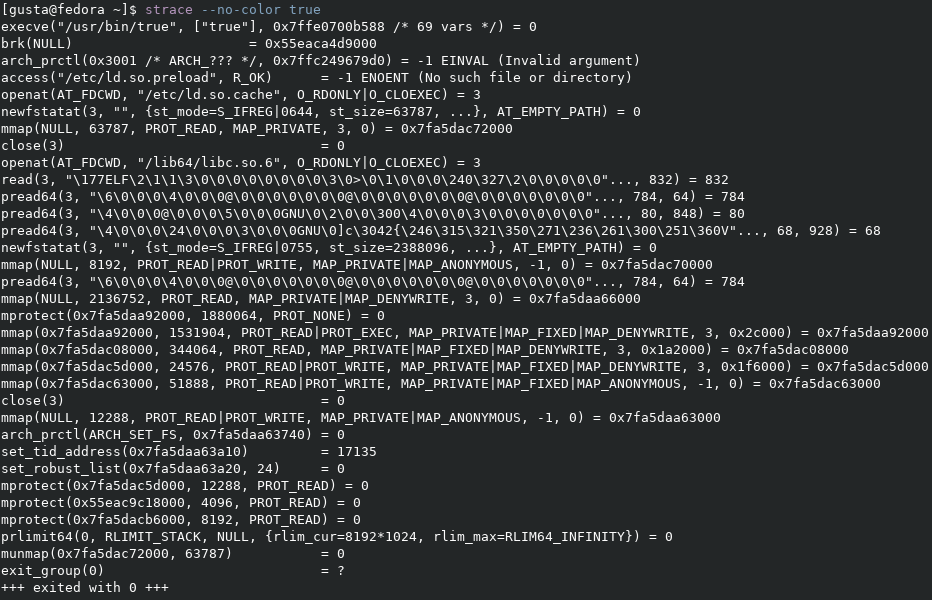 [gusta@fedora ~]$ strace --no-color true
execve("/usr/bin/true", ["true"], 0x7ffe0700b588 /* 69 vars */) = 0
brk(NULL)                      = 0x55eaca4d9000
arch_prctl(0x3001 /* ARCH_??? */, 0x7ffc249679d0) = -1 EINVAL (Invalid argument)
access("/etc/ld.so.preload", R_OK)      = -1 ENOENT (No such file or directory)
openat(AT_FDCWD, "/etc/ld.so.cache", O_RDONLY|O_CLOEXEC) = 3
newfstatat(3, "", {st_mode=S_IFREG|0644, st_size=63787, ...}, AT_EMPTY_PATH) = 0
mmap(NULL, 63787, PROT_READ, MAP_PRIVATE, 3, 0) = 0x7fa5dac72000
close(3)                                = 0
openat(AT_FDCWD, "/lib64/libc.so.6", O_RDONLY|O_CLOEXEC) = 3
read(3, "\177ELF\2\1\1\3\0\0\0\0\0\0\0\0\3\0>\0\1\0\0\0\240\327\2\0\0\0\0\0"..., 832) = 832
pread64(3, "\6\0\0\0\4\0\0\0@\0\0\0\0\0\0\0@\0\0\0\0\0\0\0@\0\0\0\0\0\0\0"..., 784, 64) = 784
pread64(3, "\4\0\0\0@\0\0\0\5\0\0\0GNU\0\2\0\0\300\4\0\0\0\3\0\0\0\0\0\0\0"..., 80, 848) = 80
pread64(3, "\4\0\0\0\24\0\0\0\3\0\0\0GNU\0]c\3042{\246\315\321\350\271\236\261\300\251\360V"..., 68, 928) = 68
newfstatat(3, "", {st_mode=S_IFREG|0755, st_size=2388096, ...}, AT_EMPTY_PATH) = 0
mmap(NULL, 8192, PROT_READ|PROT_WRITE, MAP_PRIVATE|MAP_ANONYMOUS, -1, 0) = 0x7fa5dac70000
pread64(3, "\6\0\0\0\4\0\0\0@\0\0\0\0\0\0\0@\0\0\0\0\0\0\0@\0\0\0\0\0\0\0"..., 784, 64) = 784
mmap(NULL, 2136752, PROT_READ, MAP_PRIVATE|MAP_DENYWRITE, 3, 0) = 0x7fa5daa66000
mprotect(0x7fa5daa92000, 1880064, PROT_NONE) = 0
mmap(0x7fa5daa92000, 1531904, PROT_READ|PROT_EXEC, MAP_PRIVATE|MAP_FIXED|MAP_DENYWRITE, 3, 0x2c000) = 0x7fa5daa92000
mmap(0x7fa5dac08000, 344064, PROT_READ, MAP_PRIVATE|MAP_FIXED|MAP_DENYWRITE, 3, 0x1a2000) = 0x7fa5dac08000
mmap(0x7fa5dac5d000, 24576, PROT_READ|PROT_WRITE, MAP_PRIVATE|MAP_FIXED|MAP_DENYWRITE, 3, 0x1f6000) = 0x7fa5dac5d000
mmap(0x7fa5dac63000, 51888, PROT_READ|PROT_WRITE, MAP_PRIVATE|MAP_FIXED|MAP_ANONYMOUS, -1, 0) = 0x7fa5dac63000
close(3)                                = 0
mmap(NULL, 12288, PROT_READ|PROT_WRITE, MAP_PRIVATE|MAP_ANONYMOUS, -1, 0) = 0x7fa5daa63000
arch_prctl(ARCH_SET_FS, 0x7fa5daa63740) = 0
set_tid_address(0x7fa5daa63a10)         = 17135
set_robust_list(0x7fa5daa63a20, 24)     = 0
mprotect(0x7fa5dac5d000, 12288, PROT_READ) = 0
mprotect(0x55eac9c18000, 4096, PROT_READ) = 0
mprotect(0x7fa5dacb6000, 8192, PROT_READ) = 0
prlimit64(0, RLIMIT_STACK, NULL, {rlim_cur=8192*1024, rlim_max=RLIM64_INFINITY}) = 0
munmap(0x7fa5dac72000, 63787)           = 0
exit_group(0)                           = ?
+++ exited with 0 +++